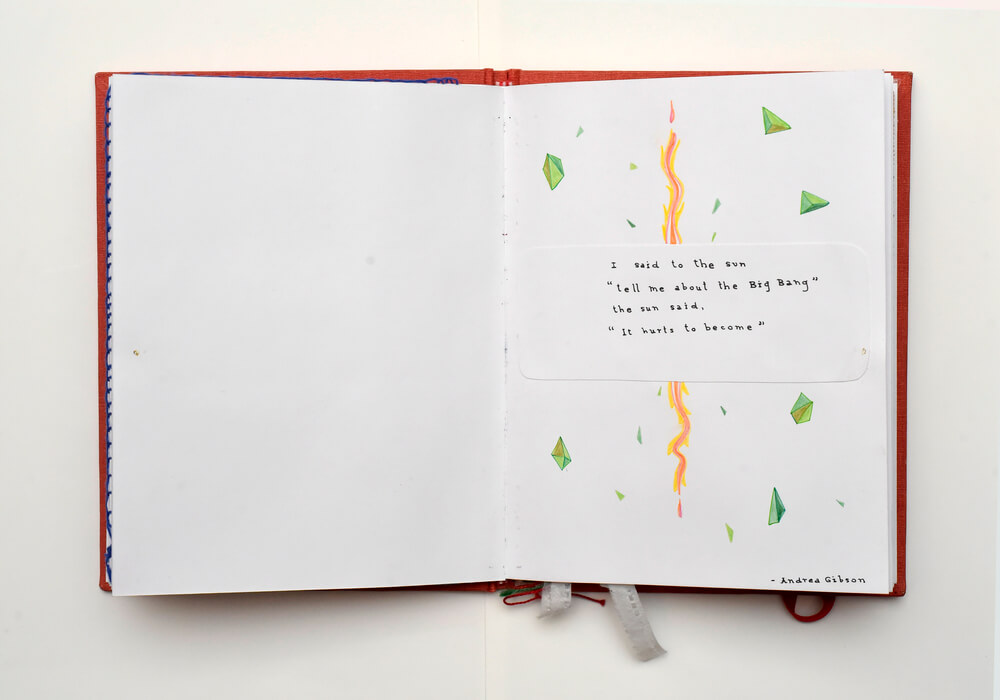 I said to the sun
"tell me about the Big Bang"
the sun said,
"It hurts to become"
- Andrea Gibson